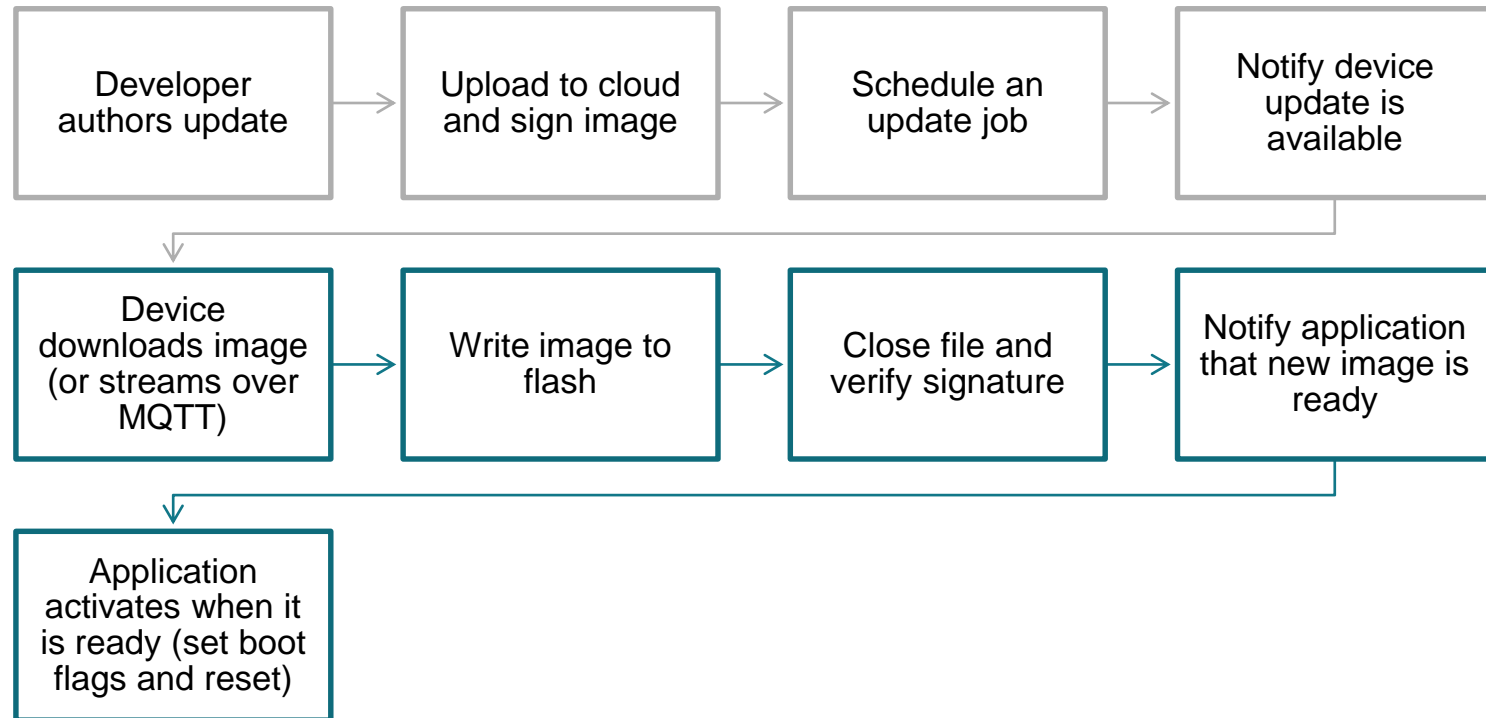 Developer
authors update
Upload to cloud
and sign image
Schedule an
update job
Notify device
update is
available
Device
downloads image
(or streams over
MQTT)
Write image to
flash
Close file and
verify signature
Notify application
that new image is
ready
Application
activates when it
is ready (set boot
flags and reset)